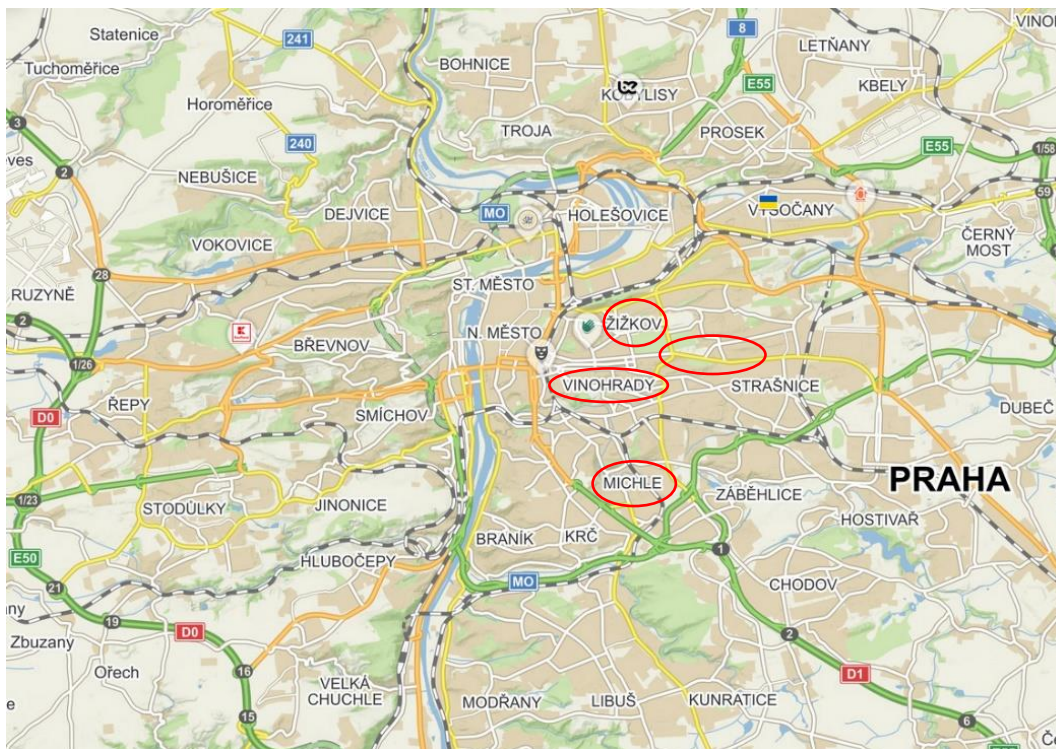 Statenice
241
8
VINOŘ
LETŇANY
BOHNICE
Tuchoměřice
E55
KBELY
KOBYLISY
Horoměřice
TROJA
PROSEK
3
240
E55
1/58
2
NEBUŠICE
59
DEJVICE
MO
HOLEŠOVICE
VYSOČANY
VOKOVICE
ČERNÝ
MOST
28
ST. MĚSTO
RUZYNĚ
2
N. MĚSTO
ŽIŽKOV
K
BŘEVNOV
1/26
VINOHRADY
STRAŠNICE
ŘEPY
SMÍCHOV
DUBEČ
D0
MICHLE
PRAHA
ZÁBĚHLICE
1/23
STODŮLKY
JINONICE
HOSTIVAŘ
BRANÍK
KRČ
E50
HLUBOČEPY
1
MO
CHODOV
21
19
Zbuzany
D0
2
16
Ořech
D1
VELKÁ
CHUCHLE
MODŘANY
LIBUŠ
KUNRATICE
15
6